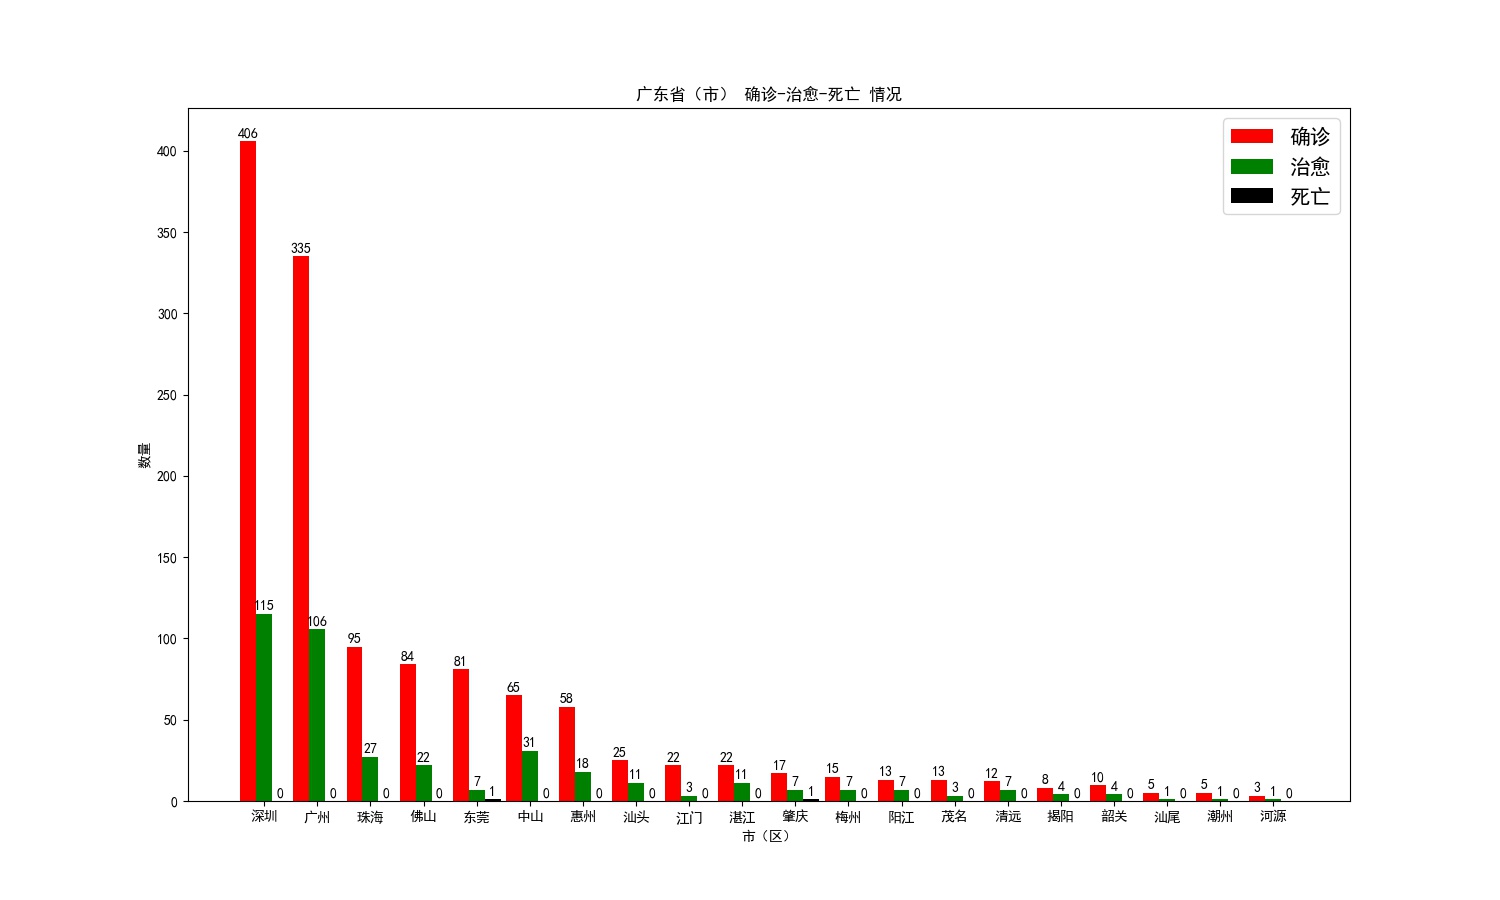 广东省（市） 确诊-治愈-死亡 情况
确诊
治愈
死亡
数量
400
350
300
250
200
150
100
50
0
406 115 0
335 106 0
95 27 0
84 22 0
81 7 1
65 31 0
58 18 0
25 11 0
22 3 0
22 11 0
17 7 1
15 7 0
13 7 0
13 3 0
12 7 0
8 4 0
10 4 0
5 1 0
5 1 0
3 1 0
深圳 广州 珠海 佛山 东莞 中山 惠州 汕头 江门 湛江 肇庆 梅州 阳江 茂名 清远 揭阳 韶关 汕尾 潮州 河源
市（区）